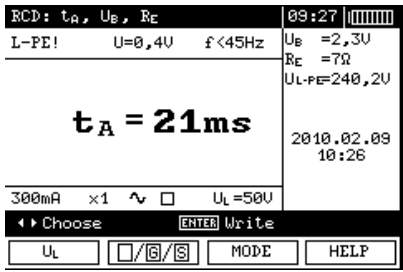 RCD: tA, UB, RE 09:27
L-PE! U=0,4V f<45Hz
UB =2,3V
RE =7Ω
UL-PE=240,2V
tA = 21ms
2010.02.09
10:26
300mA ×1 ∿ □ UL=50V
◂▸ Choose ENTER Write
UL □/G/S MODE HELP